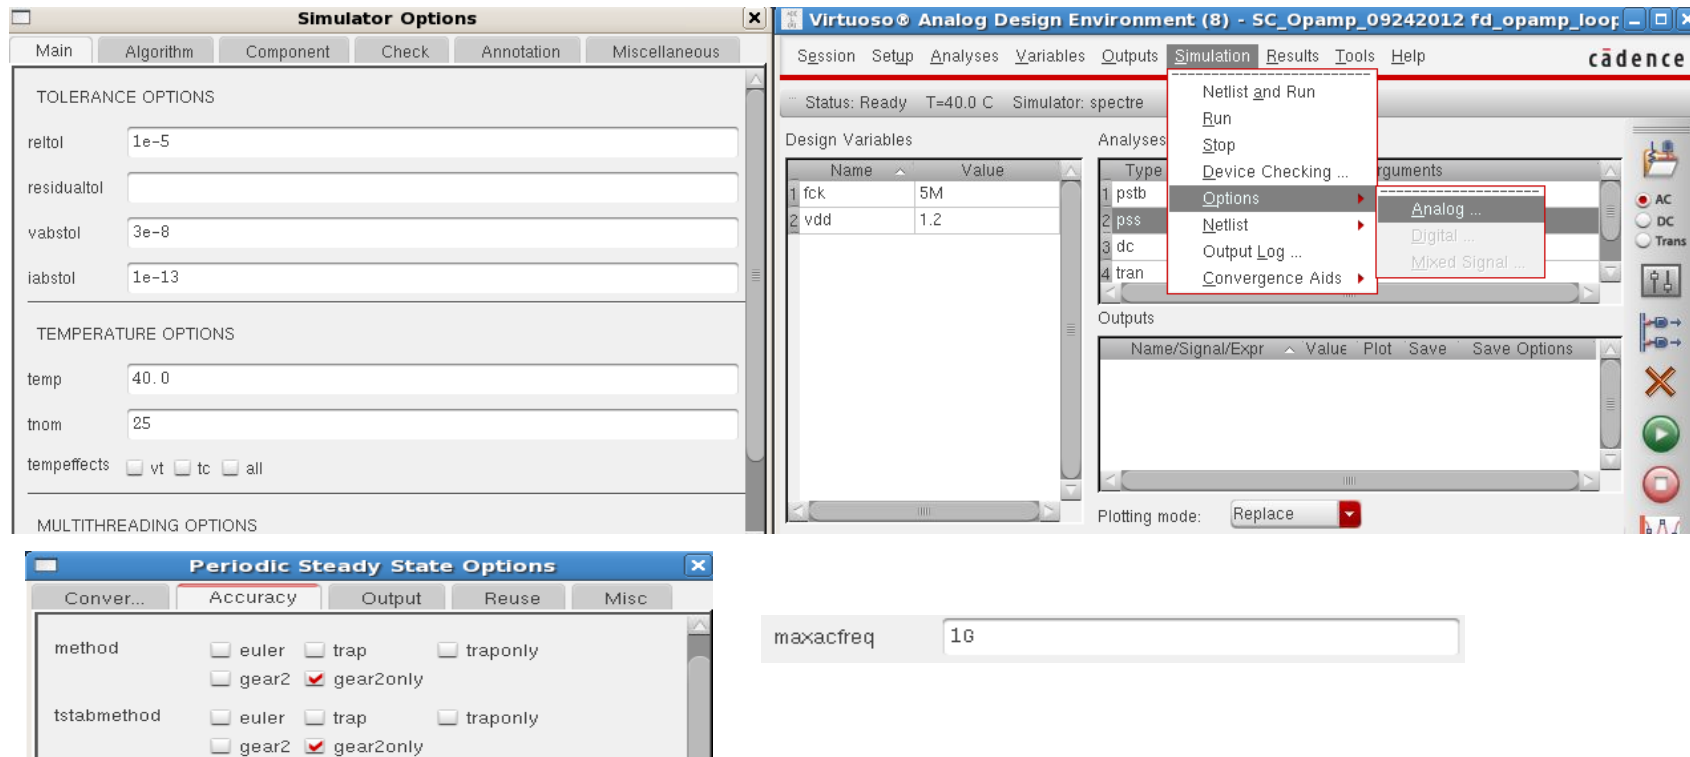 Simulator Options
Main Algorithm Component Check Annotation Miscellaneous
TOLERANCE OPTIONS
reltol 1e-5
residualtol
vabstol 3e-8
iabstol 1e-13
TEMPERATURE OPTIONS
temp 40.0
tnom 25
tempeffects vt tc all
MULTITHREADING OPTIONS
Virtuoso® Analog Design Environment (8) - SC_Opamp_09242012 fd_opamp_loop
Session Setup Analyses Variables Outputs Simulation Results Tools Help
cādence
Status: Ready T=40.0 C Simulator: spectre
Netlist and Run
Run
Stop
Device Checking ...
Options
Netlist
Output Log ...
Convergence Aids
Analog ...
Digital ...
Mixed Signal ...
Design Variables
Name Value
1 fck 5M
2 vdd 1.2
Analyses
Type rguments
1 pstb
2 pss
3 dc
4 tran
Outputs
Name/Signal/Expr Value Plot Save Save Options
Plotting mode: Replace
AC
DC
Trans
Periodic Steady State Options
Conver... Accuracy Output Reuse Misc
method euler trap traponly
gear2 gear2only
tstabmethod euler trap traponly
gear2 gear2only
maxacfreq 1G